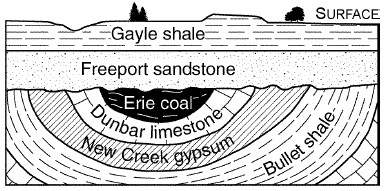 SURFACE
Gayle shale
Freeport sandstone
Erie coal
Dunbar limestone
New Creek gypsum
Bullet shale